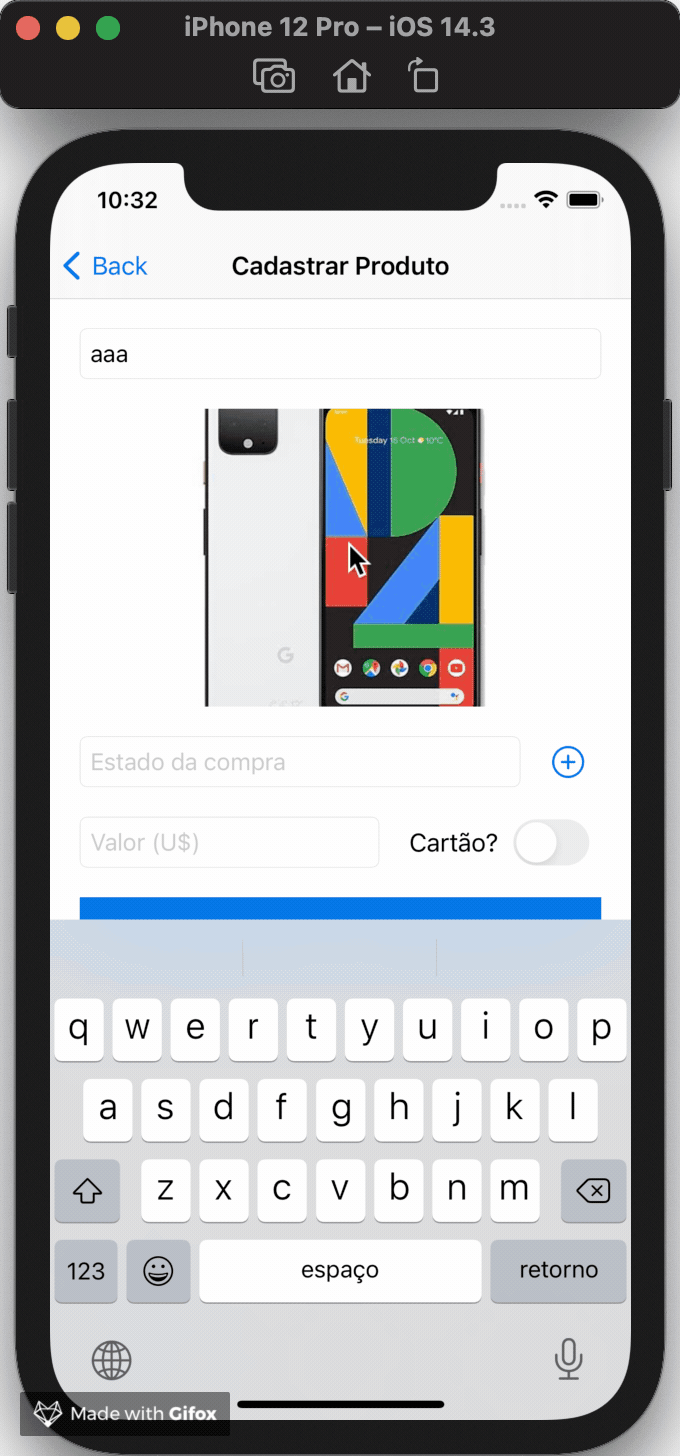 iPhone 12 Pro – iOS 14.3
10:32
Back
Cadastrar Produto
aaa
Tuesday 15 Oct 10°C
G
G
Estado da compra
Valor (U$)
Cartão?
q w e r t y u i o p
a s d f g h j k l
z x c v b n m
123
espaço
retorno
Made with Gifox